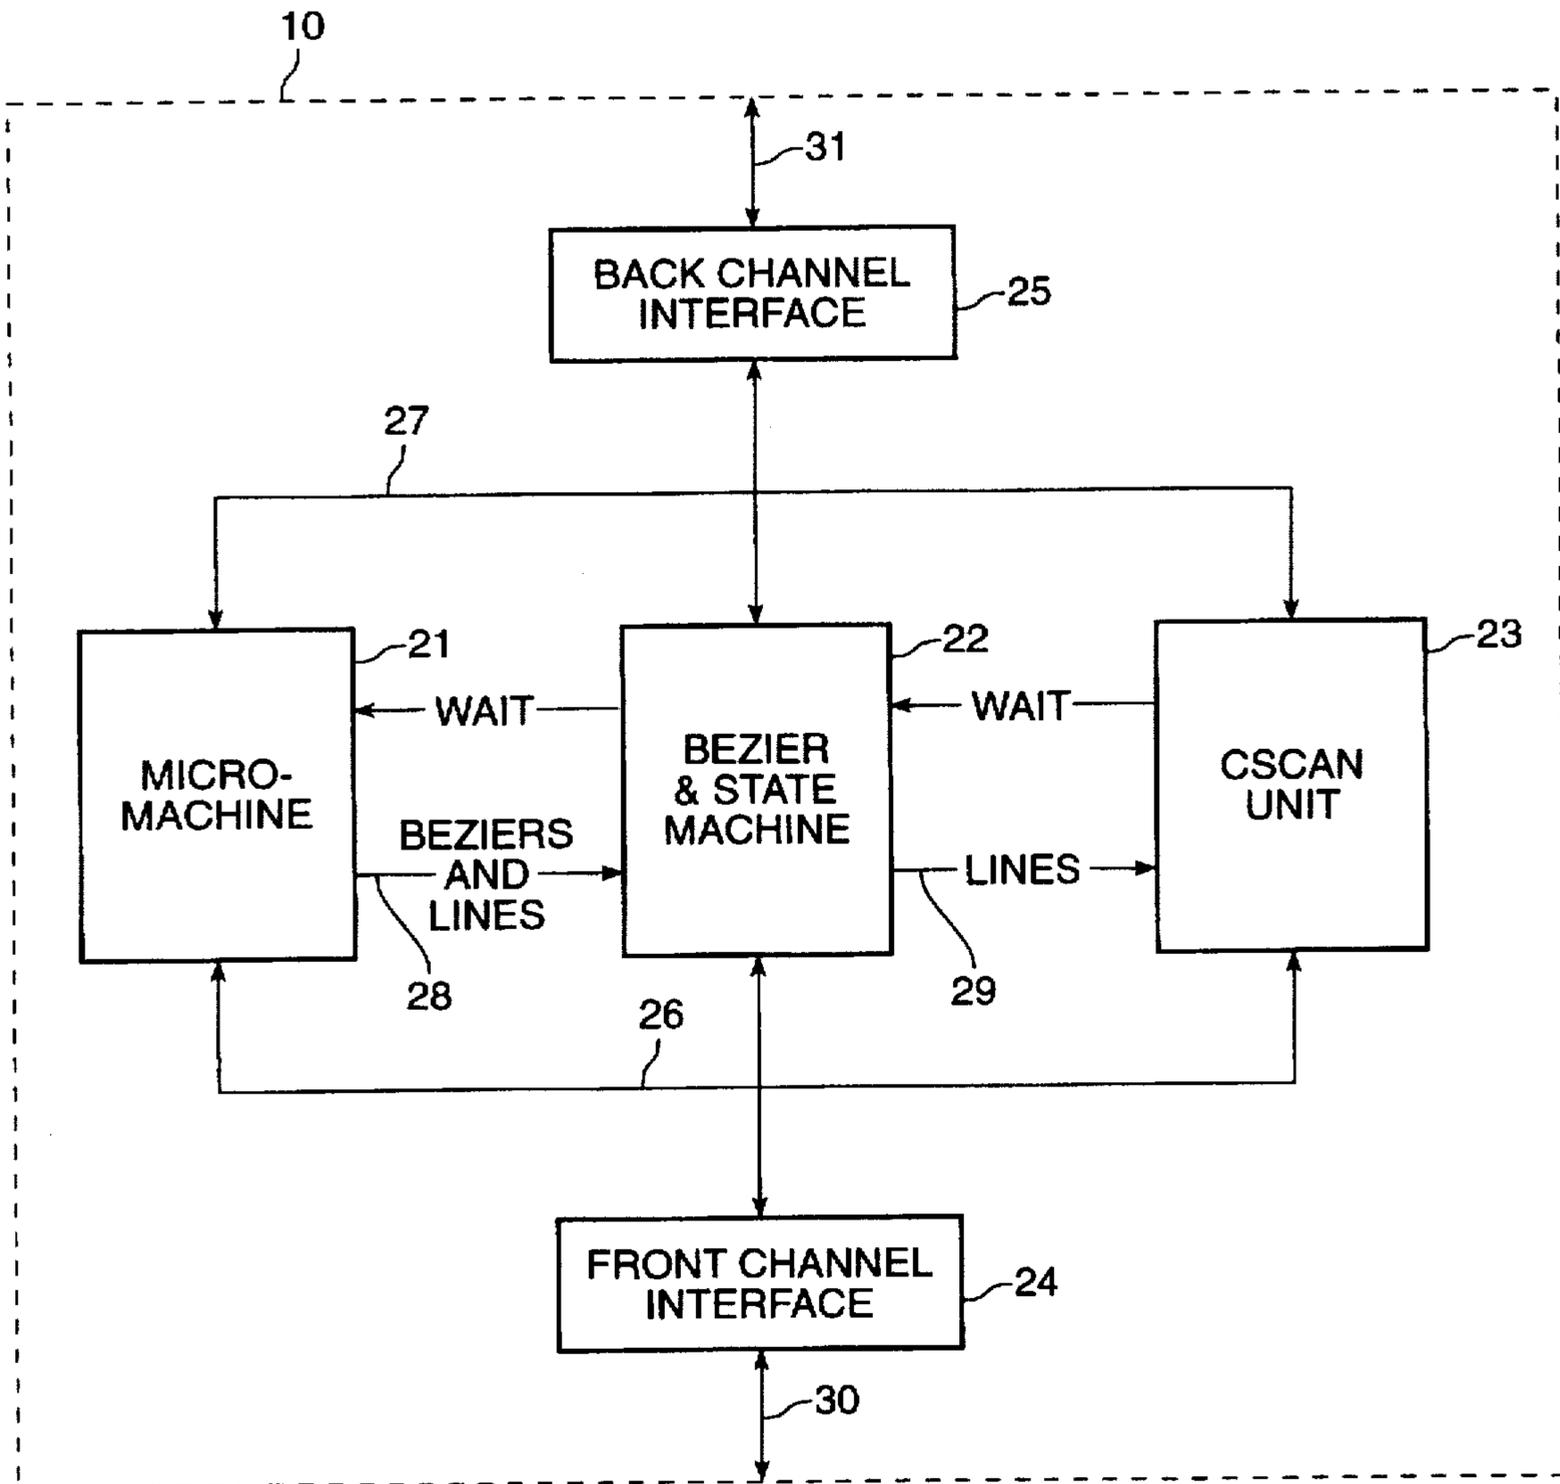 10
31
BACK CHANNEL
INTERFACE
25
27
21
22
23
WAIT
WAIT
MICRO-
MACHINE
BEZIER
& STATE
MACHINE
CSCAN
UNIT
BEZIERS
AND
LINES
LINES
28
29
26
FRONT CHANNEL
INTERFACE
24
30